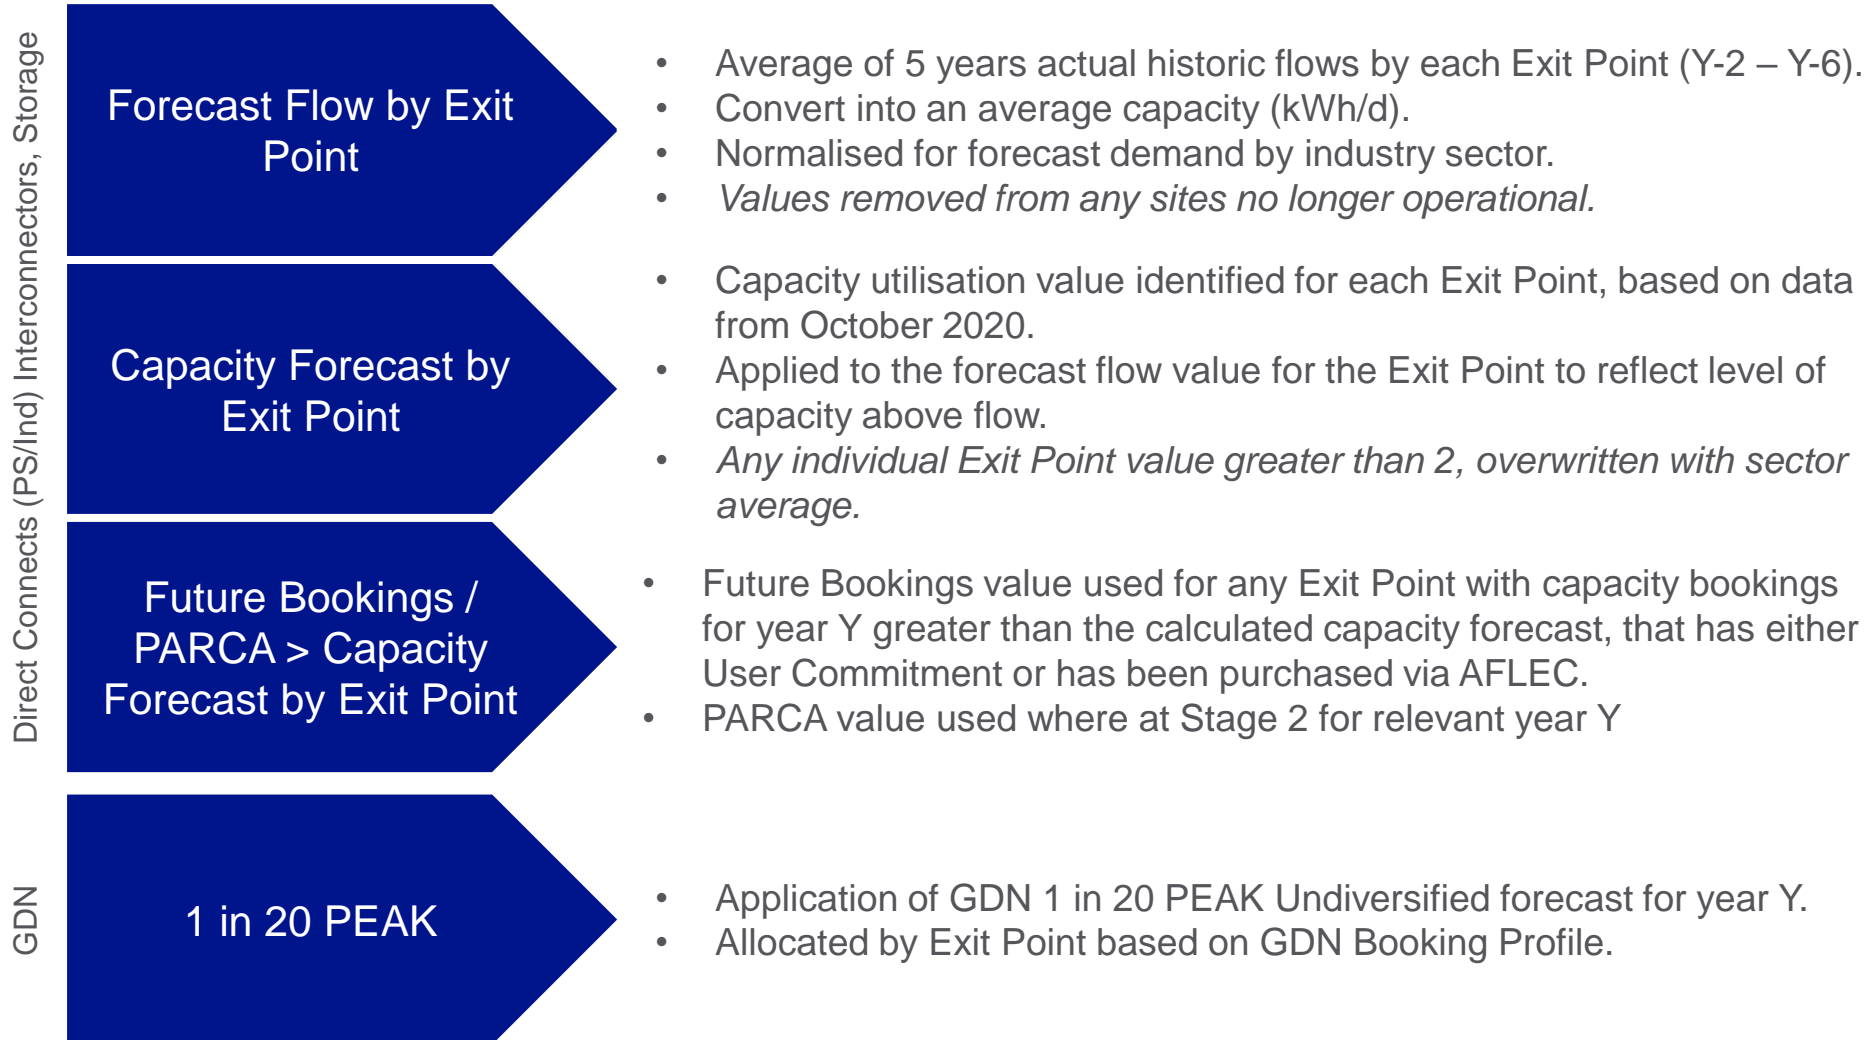 Direct Connects (PS/Ind) Interconnectors, Storage
Forecast Flow by Exit
Point
• Average of 5 years actual historic flows by each Exit Point (Y-2 – Y-6).
• Convert into an average capacity (kWh/d).
• Normalised for forecast demand by industry sector.
• Values removed from any sites no longer operational.
Capacity Forecast by
Exit Point
• Capacity utilisation value identified for each Exit Point, based on data
from October 2020.
• Applied to the forecast flow value for the Exit Point to reflect level of
capacity above flow.
• Any individual Exit Point value greater than 2, overwritten with sector
average.
Future Bookings /
PARCA > Capacity
Forecast by Exit Point
• Future Bookings value used for any Exit Point with capacity bookings
for year Y greater than the calculated capacity forecast, that has either
User Commitment or has been purchased via AFLEC.
• PARCA value used where at Stage 2 for relevant year Y
GDN
1 in 20 PEAK
• Application of GDN 1 in 20 PEAK Undiversified forecast for year Y.
• Allocated by Exit Point based on GDN Booking Profile.